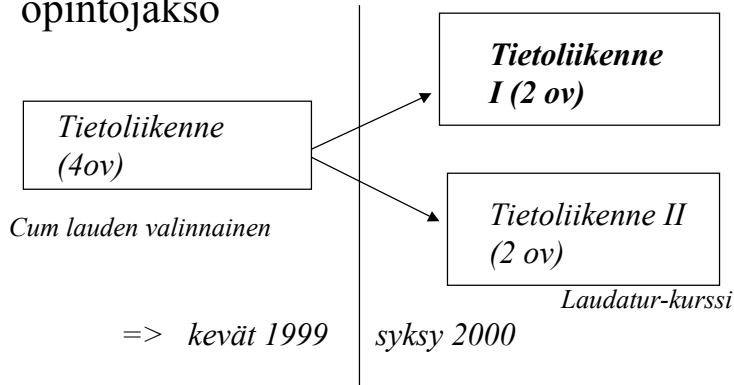 opintojakso
Tietoliikenne
(4ov)
Cum lauden valinnainen
Tietoliikenne
I (2 ov)
Tietoliikenne II
(2 ov)
Laudatur-kurssi
=> kevät 1999
syksy 2000